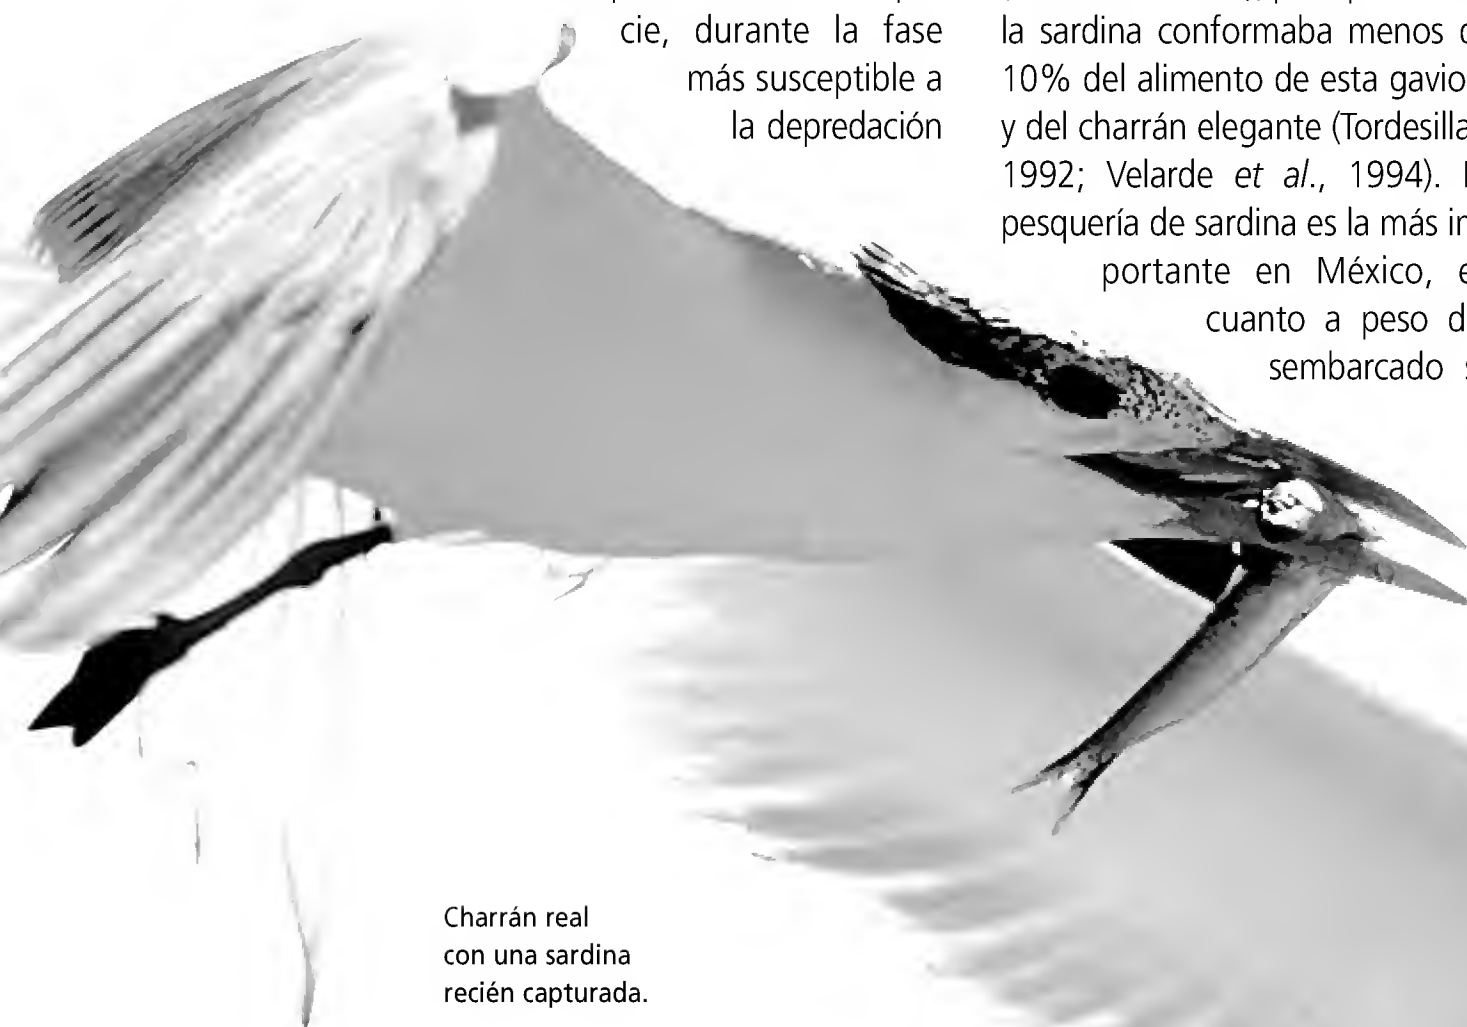 cie, durante la fase
más susceptible a
la depredación
la sardina conformaba menos
10% del alimento de esta gavio
y del charrán elegante (Tordesilla
1992; Velarde et al., 1994).
pesquería de sardina es la más im
portante en México, e
cuanto a peso d
sembarcado s
Charrán real
con una sardina
recién capturada.